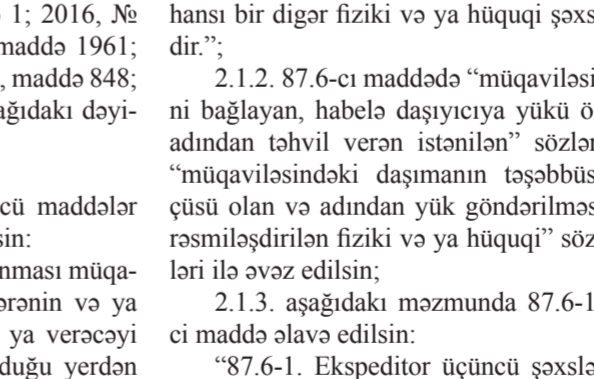 1; 2016, №
maddə 1961;
, maddə 848;
ağıdakı dəyi-
cü maddələr
sin:
nması müqa-
ərənin və ya
ya verəcəyi
duğu yerdən
hansı bir digər fiziki və ya hüquqi şəxs
dir.”;
2.1.2. 87.6-cı maddədə “müqaviləsi
ni bağlayan, habelə daşıyıcıya yükü ö
adından təhvil verən istənilən” sözlər
“müqaviləsindəki daşımanın təşəbbüs
çüsü olan və adından yük göndərilməs
rəsmiləşdirilən fiziki və ya hüquqi” söz
ləri ilə əvəz edilsin;
2.1.3. aşağıdakı məzmunda 87.6-1
ci maddə əlavə edilsin:
“87.6-1. Ekspeditor üçüncü şəxslə